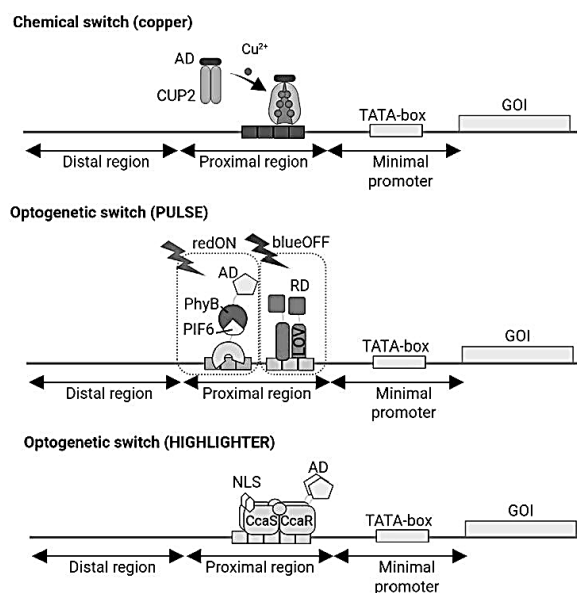 Chemical switch (copper)
Cu²⁺
AD
CUP2
TATA-box
GOI
Distal region
Proximal region
Minimal
promoter
Optogenetic switch (PULSE)
redON
blueOFF
AD
RD
PhyB
PIF6
LOV
TATA-box
GOI
Distal region
Proximal region
Minimal
promoter
Optogenetic switch (HIGHLIGHTER)
NLS
AD
CcaS
CcaR
TATA-box
GOI
Distal region
Proximal region
Minimal
promoter